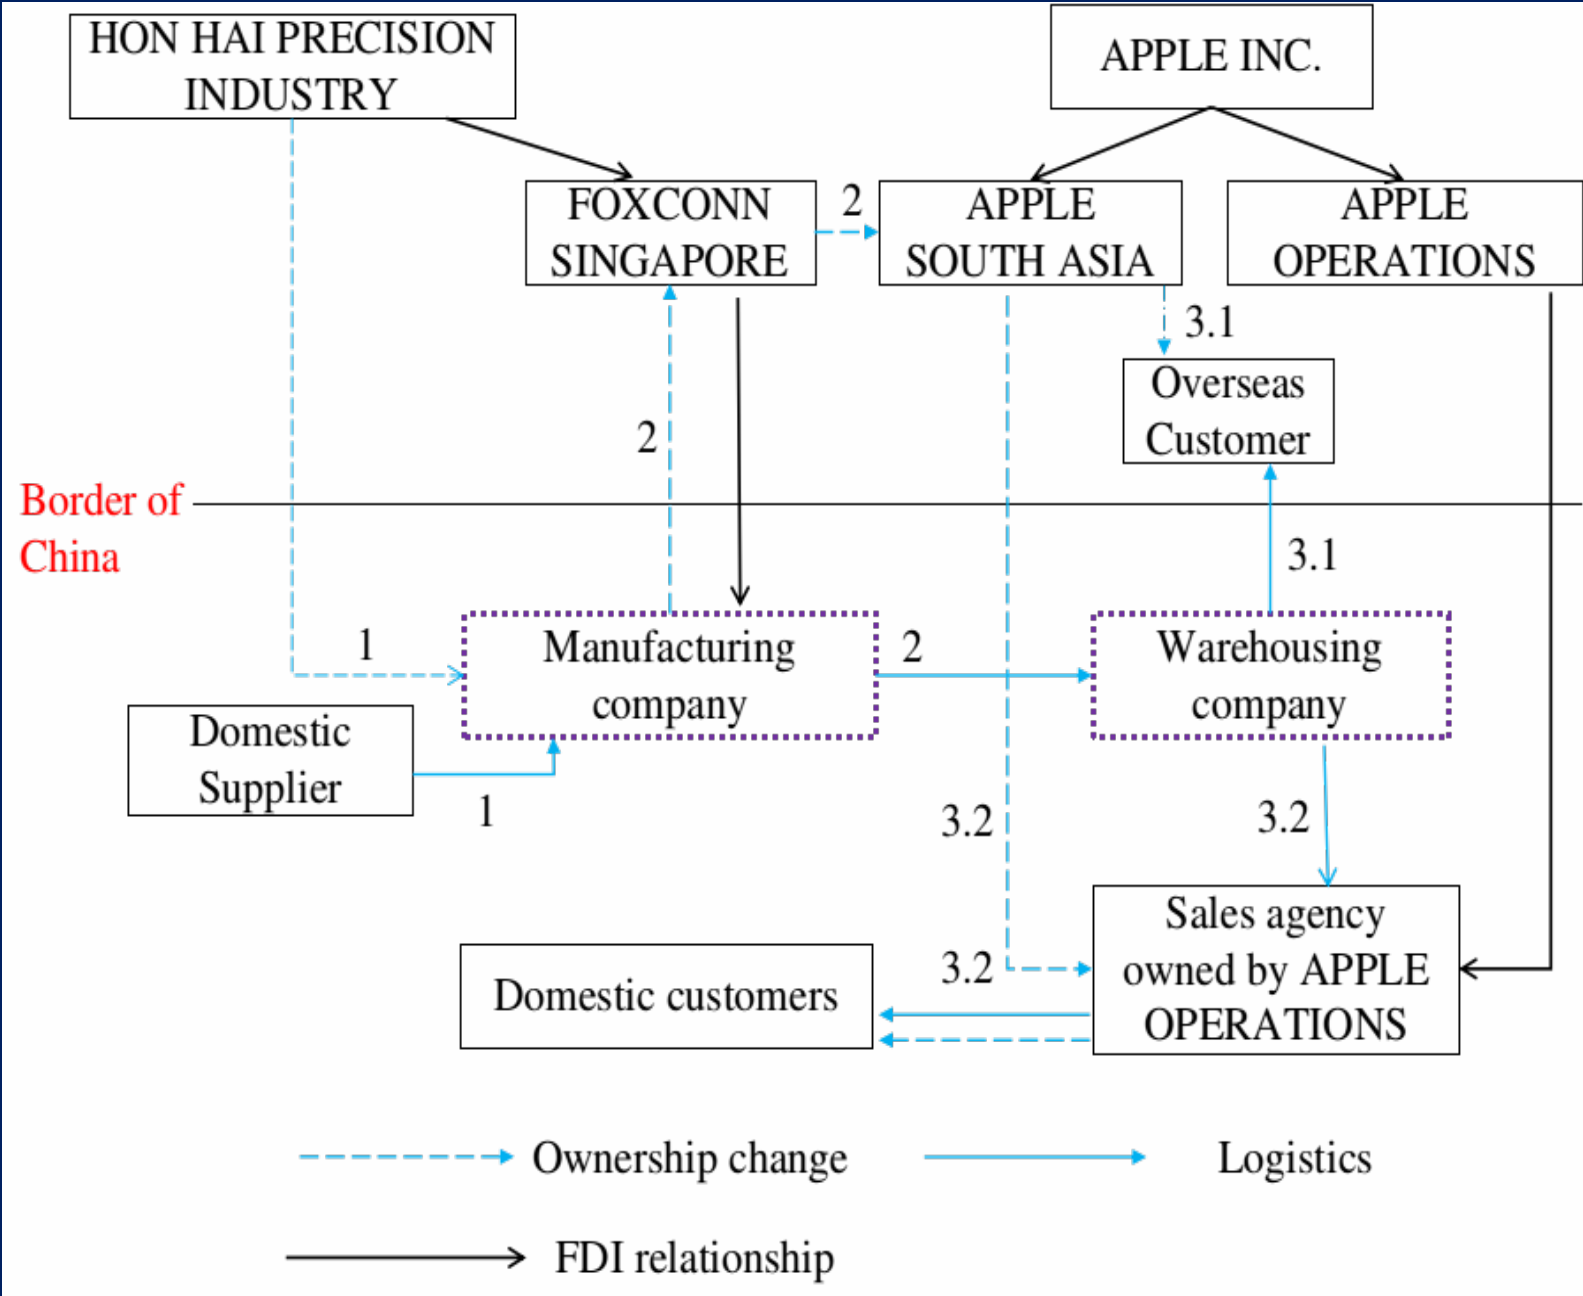 HON HAI PRECISION
INDUSTRY
APPLE INC.
FOXCONN
SINGAPORE
2
APPLE
SOUTH ASIA
APPLE
OPERATIONS
3.1
Overseas
Customer
2
Border of
China
3.1
1
Manufacturing
company
2
Warehousing
company
Domestic
Supplier
1
3.2
3.2
Sales agency
owned by APPLE
OPERATIONS
3.2
Domestic customers
Ownership change
Logistics
FDI relationship